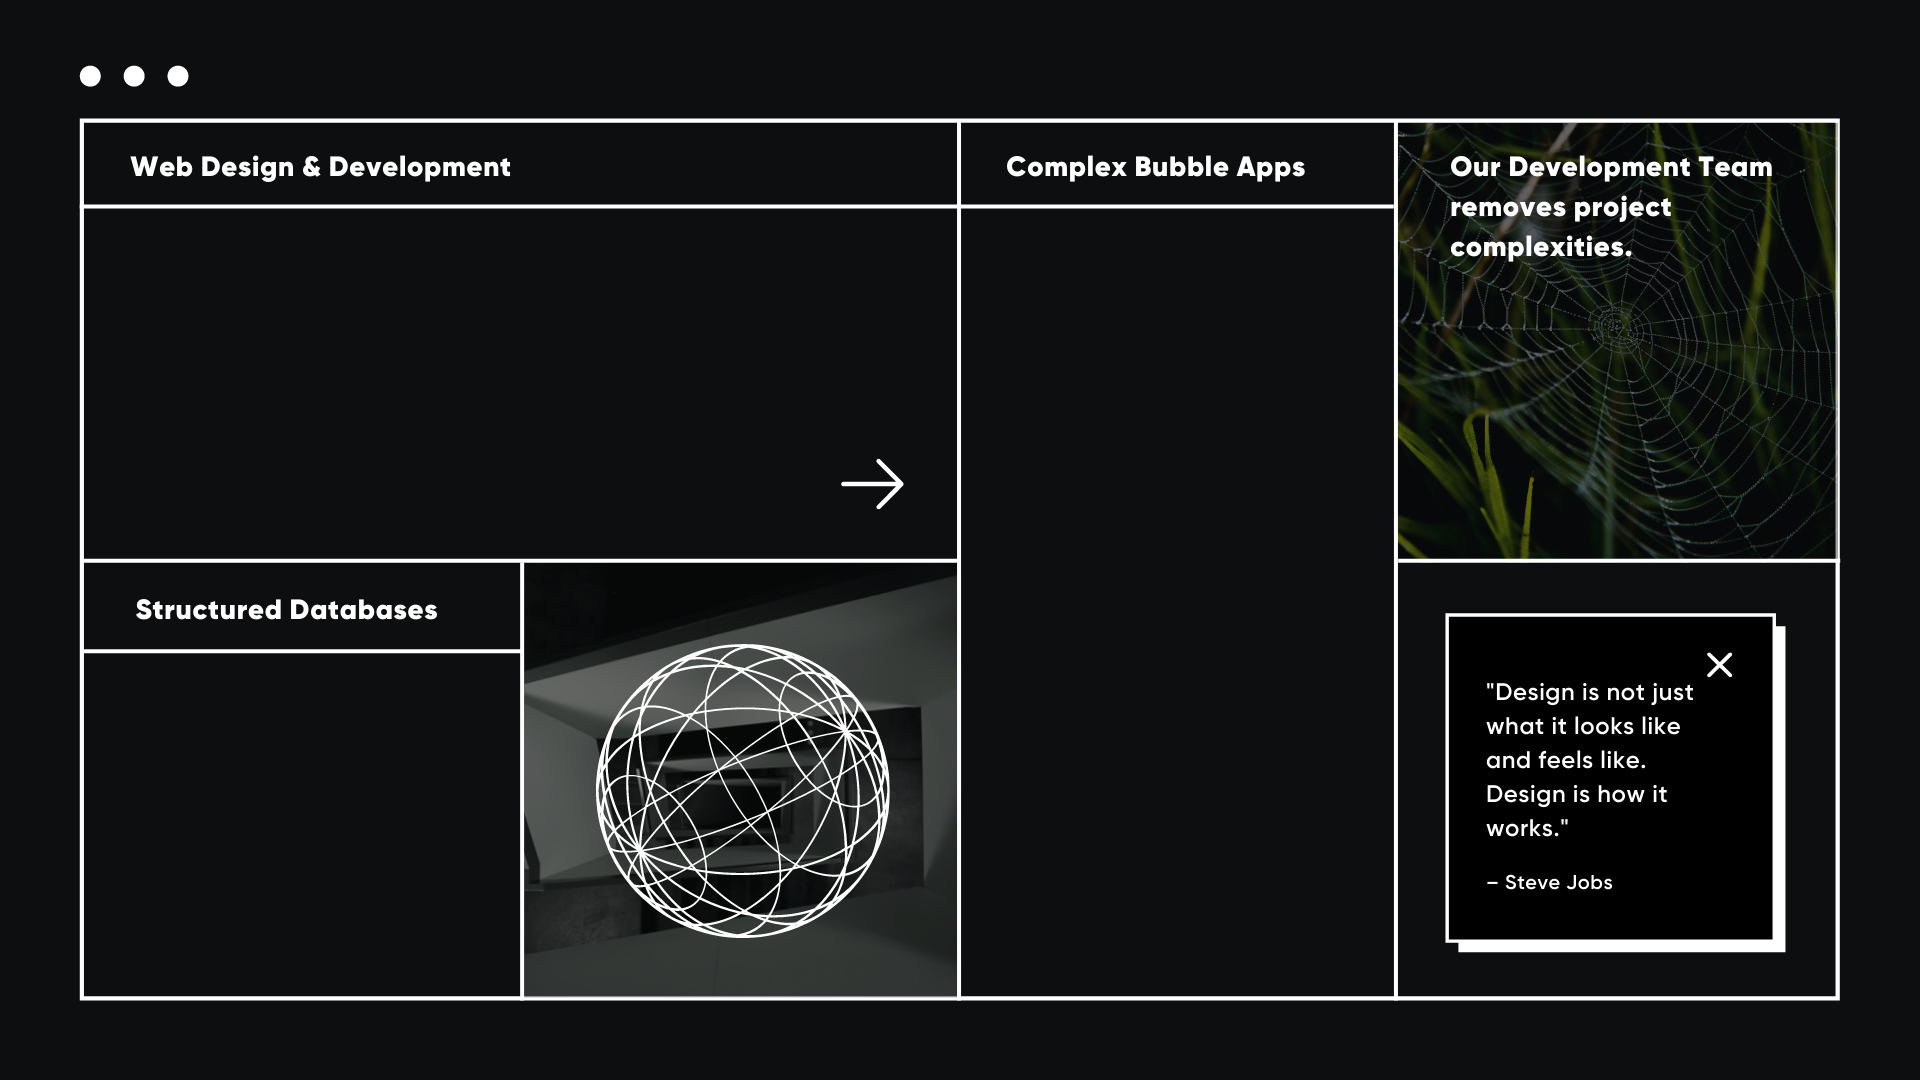 Web Design & Development
Complex Bubble Apps
Our Development Team
removes project
complexities.
Structured Databases
"Design is not just
what it looks like
and feels like.
Design is how it
works."
– Steve Jobs